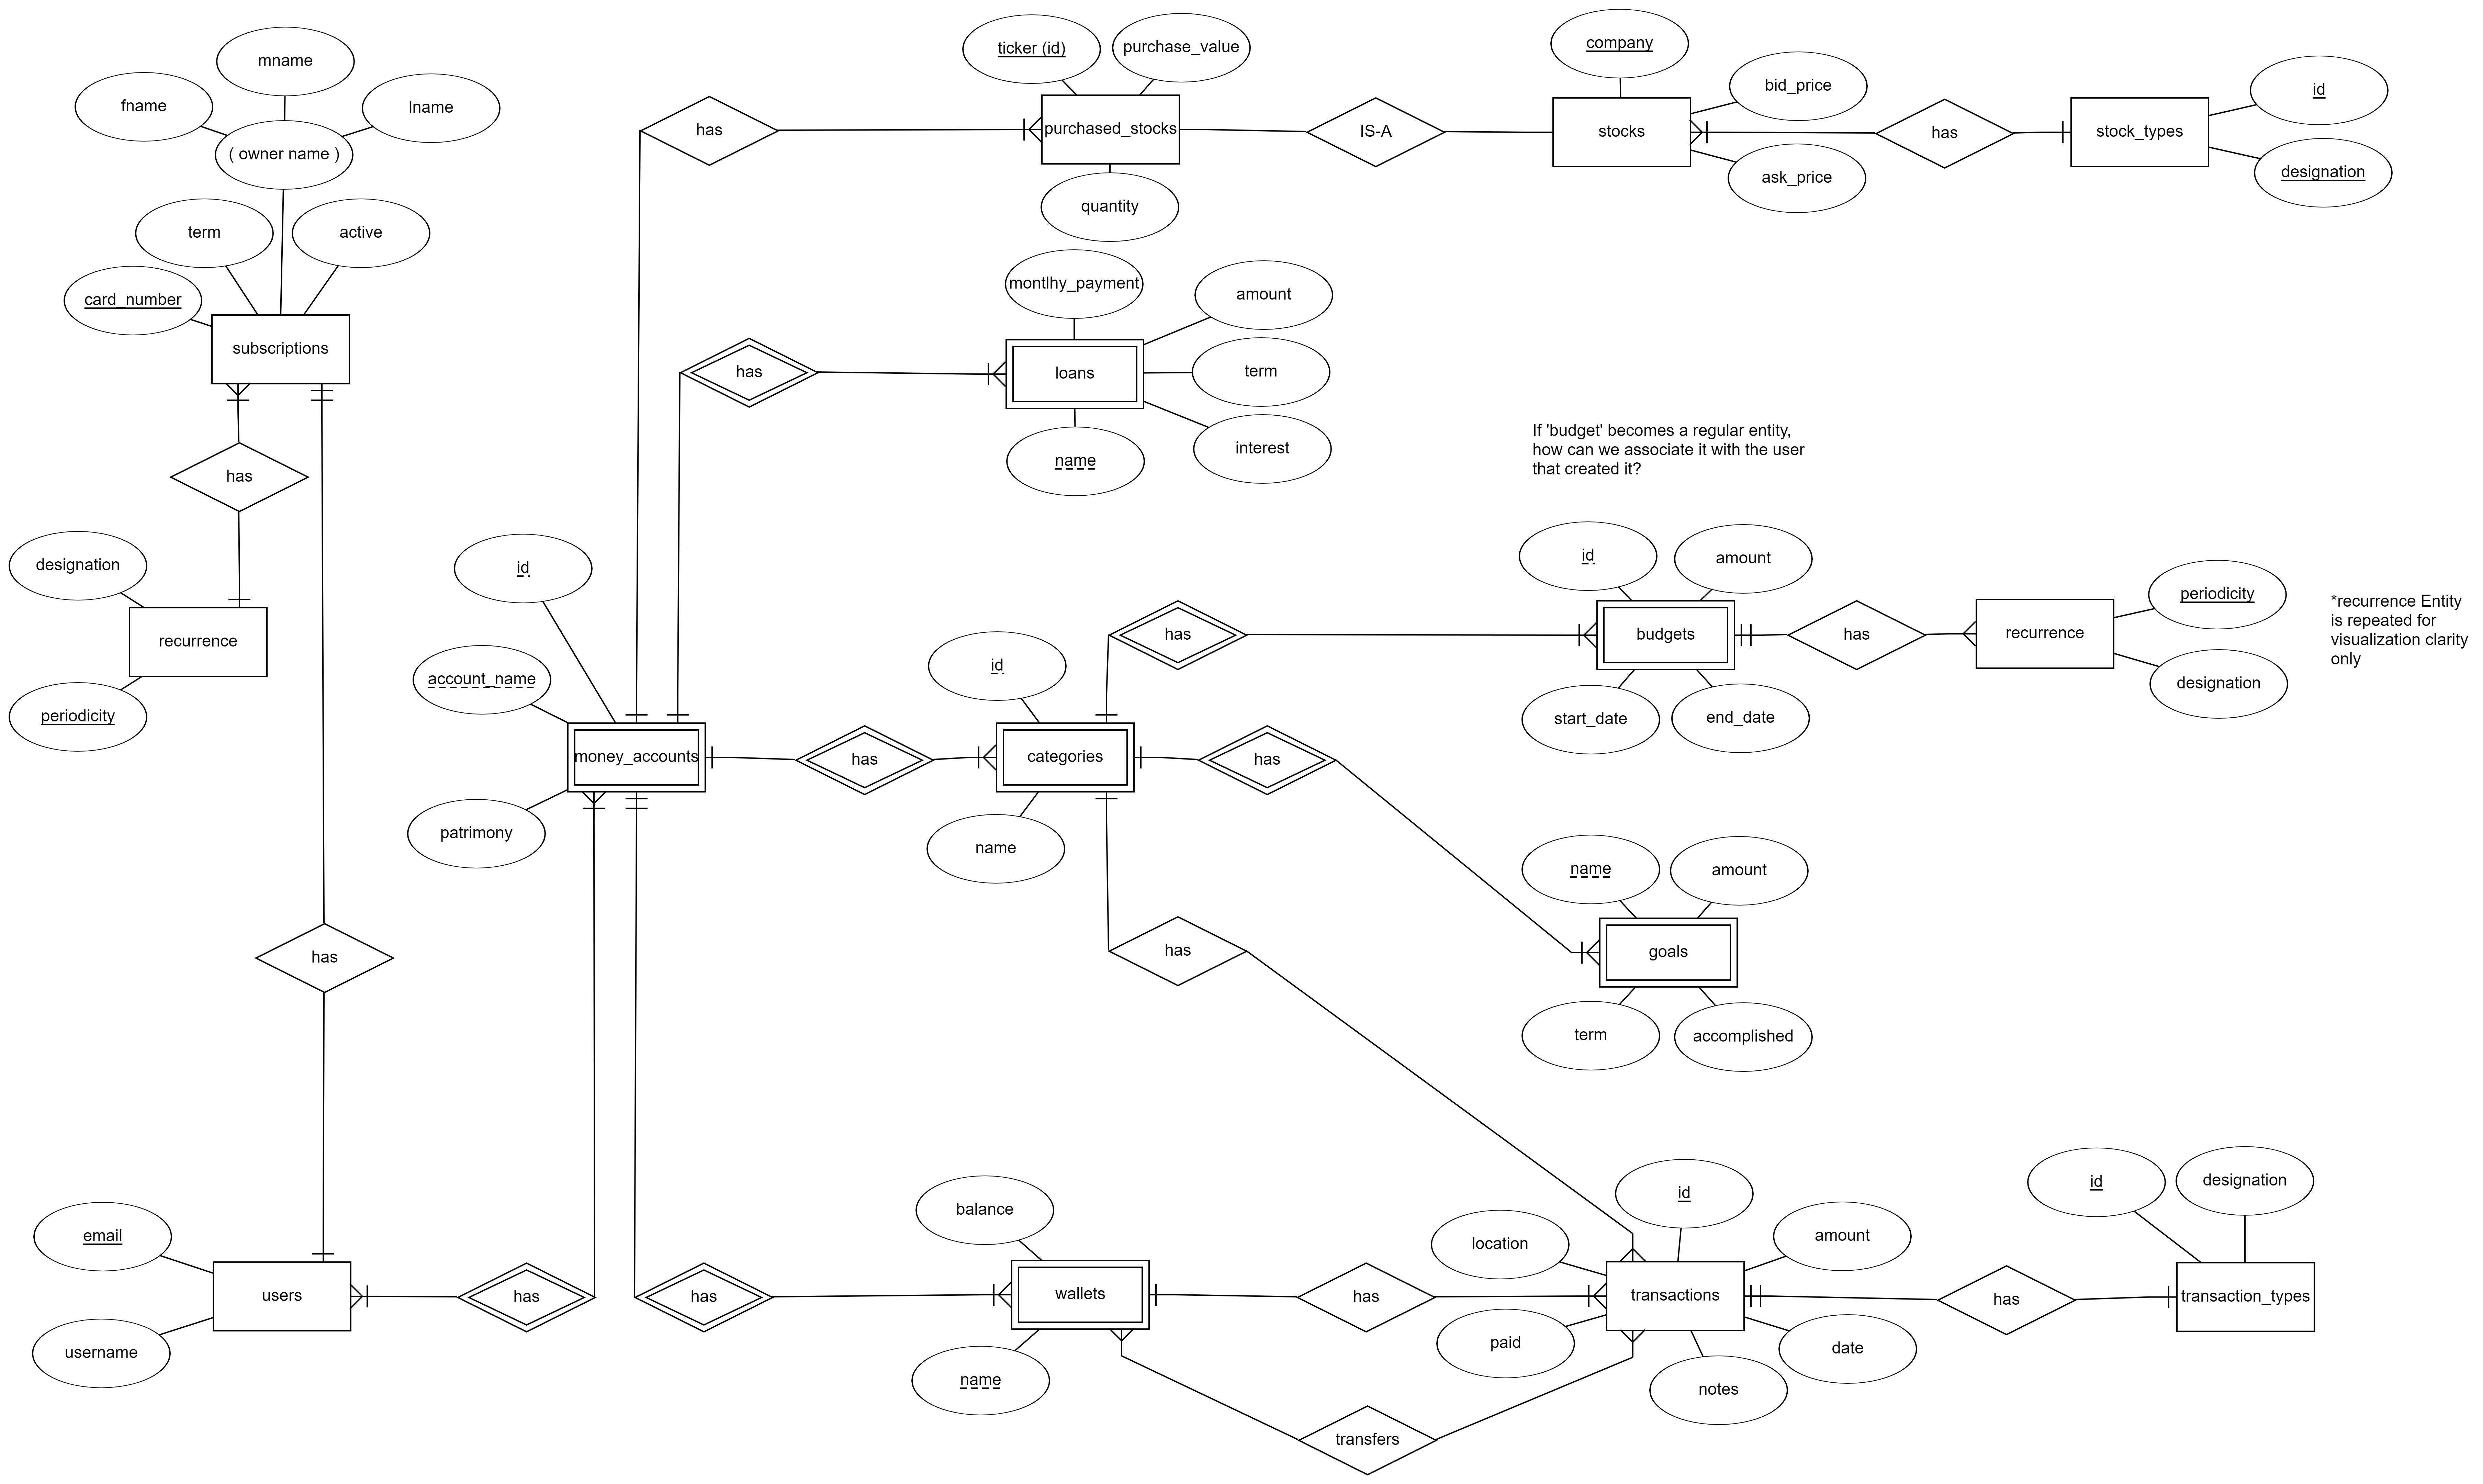 ticker (id)
purchase_value
company
mname
bid_price
id
fname
lname
has
purchased_stocks
IS-A
stocks
has
stock_types
( owner name )
ask_price
designation
quantity
term
active
montlhy_payment
amount
card_number
subscriptions
has
loans
term
If 'budget' becomes a regular entity,
how can we associate it with the user
that created it?
interest
name
has
designation
id
id
amount
periodicity
*recurrence Entity
is repeated for
visualization clarity
only
recurrence
has
budgets
has
recurrence
id
account_name
designation
periodicity
start_date
end_date
money_accounts
has
categories
has
patrimony
name
name
amount
has
has
goals
term
accomplished
id
designation
id
balance
email
location
amount
users
has
has
wallets
has
transactions
has
transaction_types
username
paid
date
name
notes
transfers